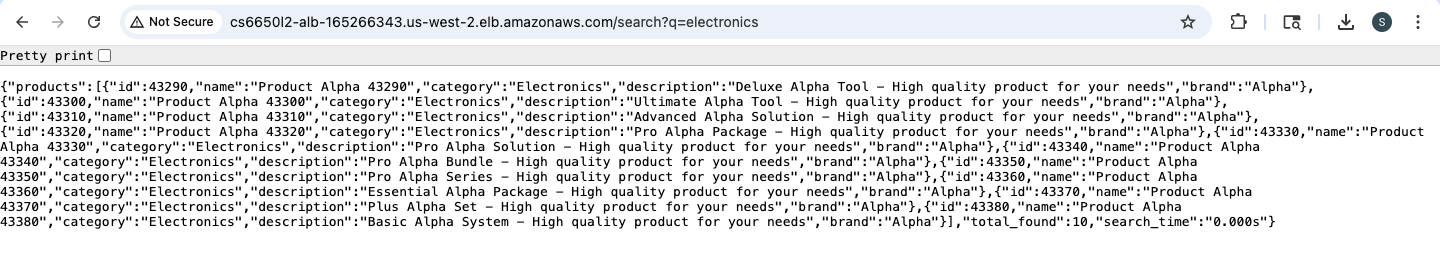 Not Secure cs6650l2-alb-165266343.us-west-2.elb.amazonaws.com/search?q=electronics S
Pretty print
{"products":[{"id":43290,"name":"Product Alpha 43290","category":"Electronics","description":"Deluxe Alpha Tool – High quality product for your needs","brand":"Alpha"},
{"id":43300,"name":"Product Alpha 43300","category":"Electronics","description":"Ultimate Alpha Tool – High quality product for your needs","brand":"Alpha"},
{"id":43310,"name":"Product Alpha 43310","category":"Electronics","description":"Advanced Alpha Solution – High quality product for your needs","brand":"Alpha"},
{"id":43320,"name":"Product Alpha 43320","category":"Electronics","description":"Pro Alpha Package – High quality product for your needs","brand":"Alpha"},{"id":43330,"name":"Product
Alpha 43330","category":"Electronics","description":"Pro Alpha Solution – High quality product for your needs","brand":"Alpha"},{"id":43340,"name":"Product Alpha
43340","category":"Electronics","description":"Pro Alpha Bundle – High quality product for your needs","brand":"Alpha"},{"id":43350,"name":"Product Alpha
43350","category":"Electronics","description":"Pro Alpha Series – High quality product for your needs","brand":"Alpha"},{"id":43360,"name":"Product Alpha
43360","category":"Electronics","description":"Essential Alpha Package – High quality product for your needs","brand":"Alpha"},{"id":43370,"name":"Product Alpha
43370","category":"Electronics","description":"Plus Alpha Set – High quality product for your needs","brand":"Alpha"},{"id":43380,"name":"Product Alpha
43380","category":"Electronics","description":"Basic Alpha System – High quality product for your needs","brand":"Alpha"}],"total_found":10,"search_time":"0.000s"}